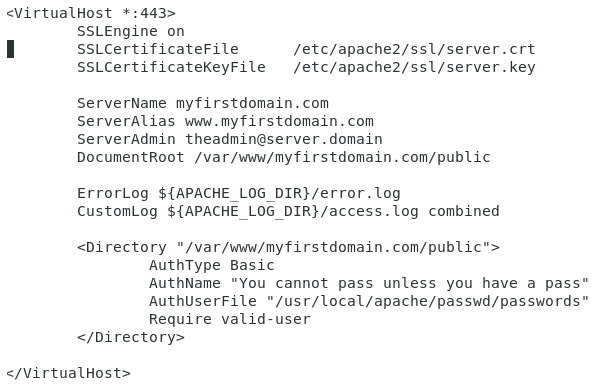 <VirtualHost *:443>
        SSLEngine on
        SSLCertificateFile      /etc/apache2/ssl/server.crt
        SSLCertificateKeyFile   /etc/apache2/ssl/server.key

        ServerName myfirstdomain.com
        ServerAlias www.myfirstdomain.com
        ServerAdmin theadmin@server.domain
        DocumentRoot /var/www/myfirstdomain.com/public

        ErrorLog ${APACHE_LOG_DIR}/error.log
        CustomLog ${APACHE_LOG_DIR}/access.log combined

        <Directory "/var/www/myfirstdomain.com/public">
                AuthType Basic
                AuthName "You cannot pass unless you have a pass"
                AuthUserFile "/usr/local/apache/passwd/passwords"
                Require valid-user
        </Directory>

</VirtualHost>